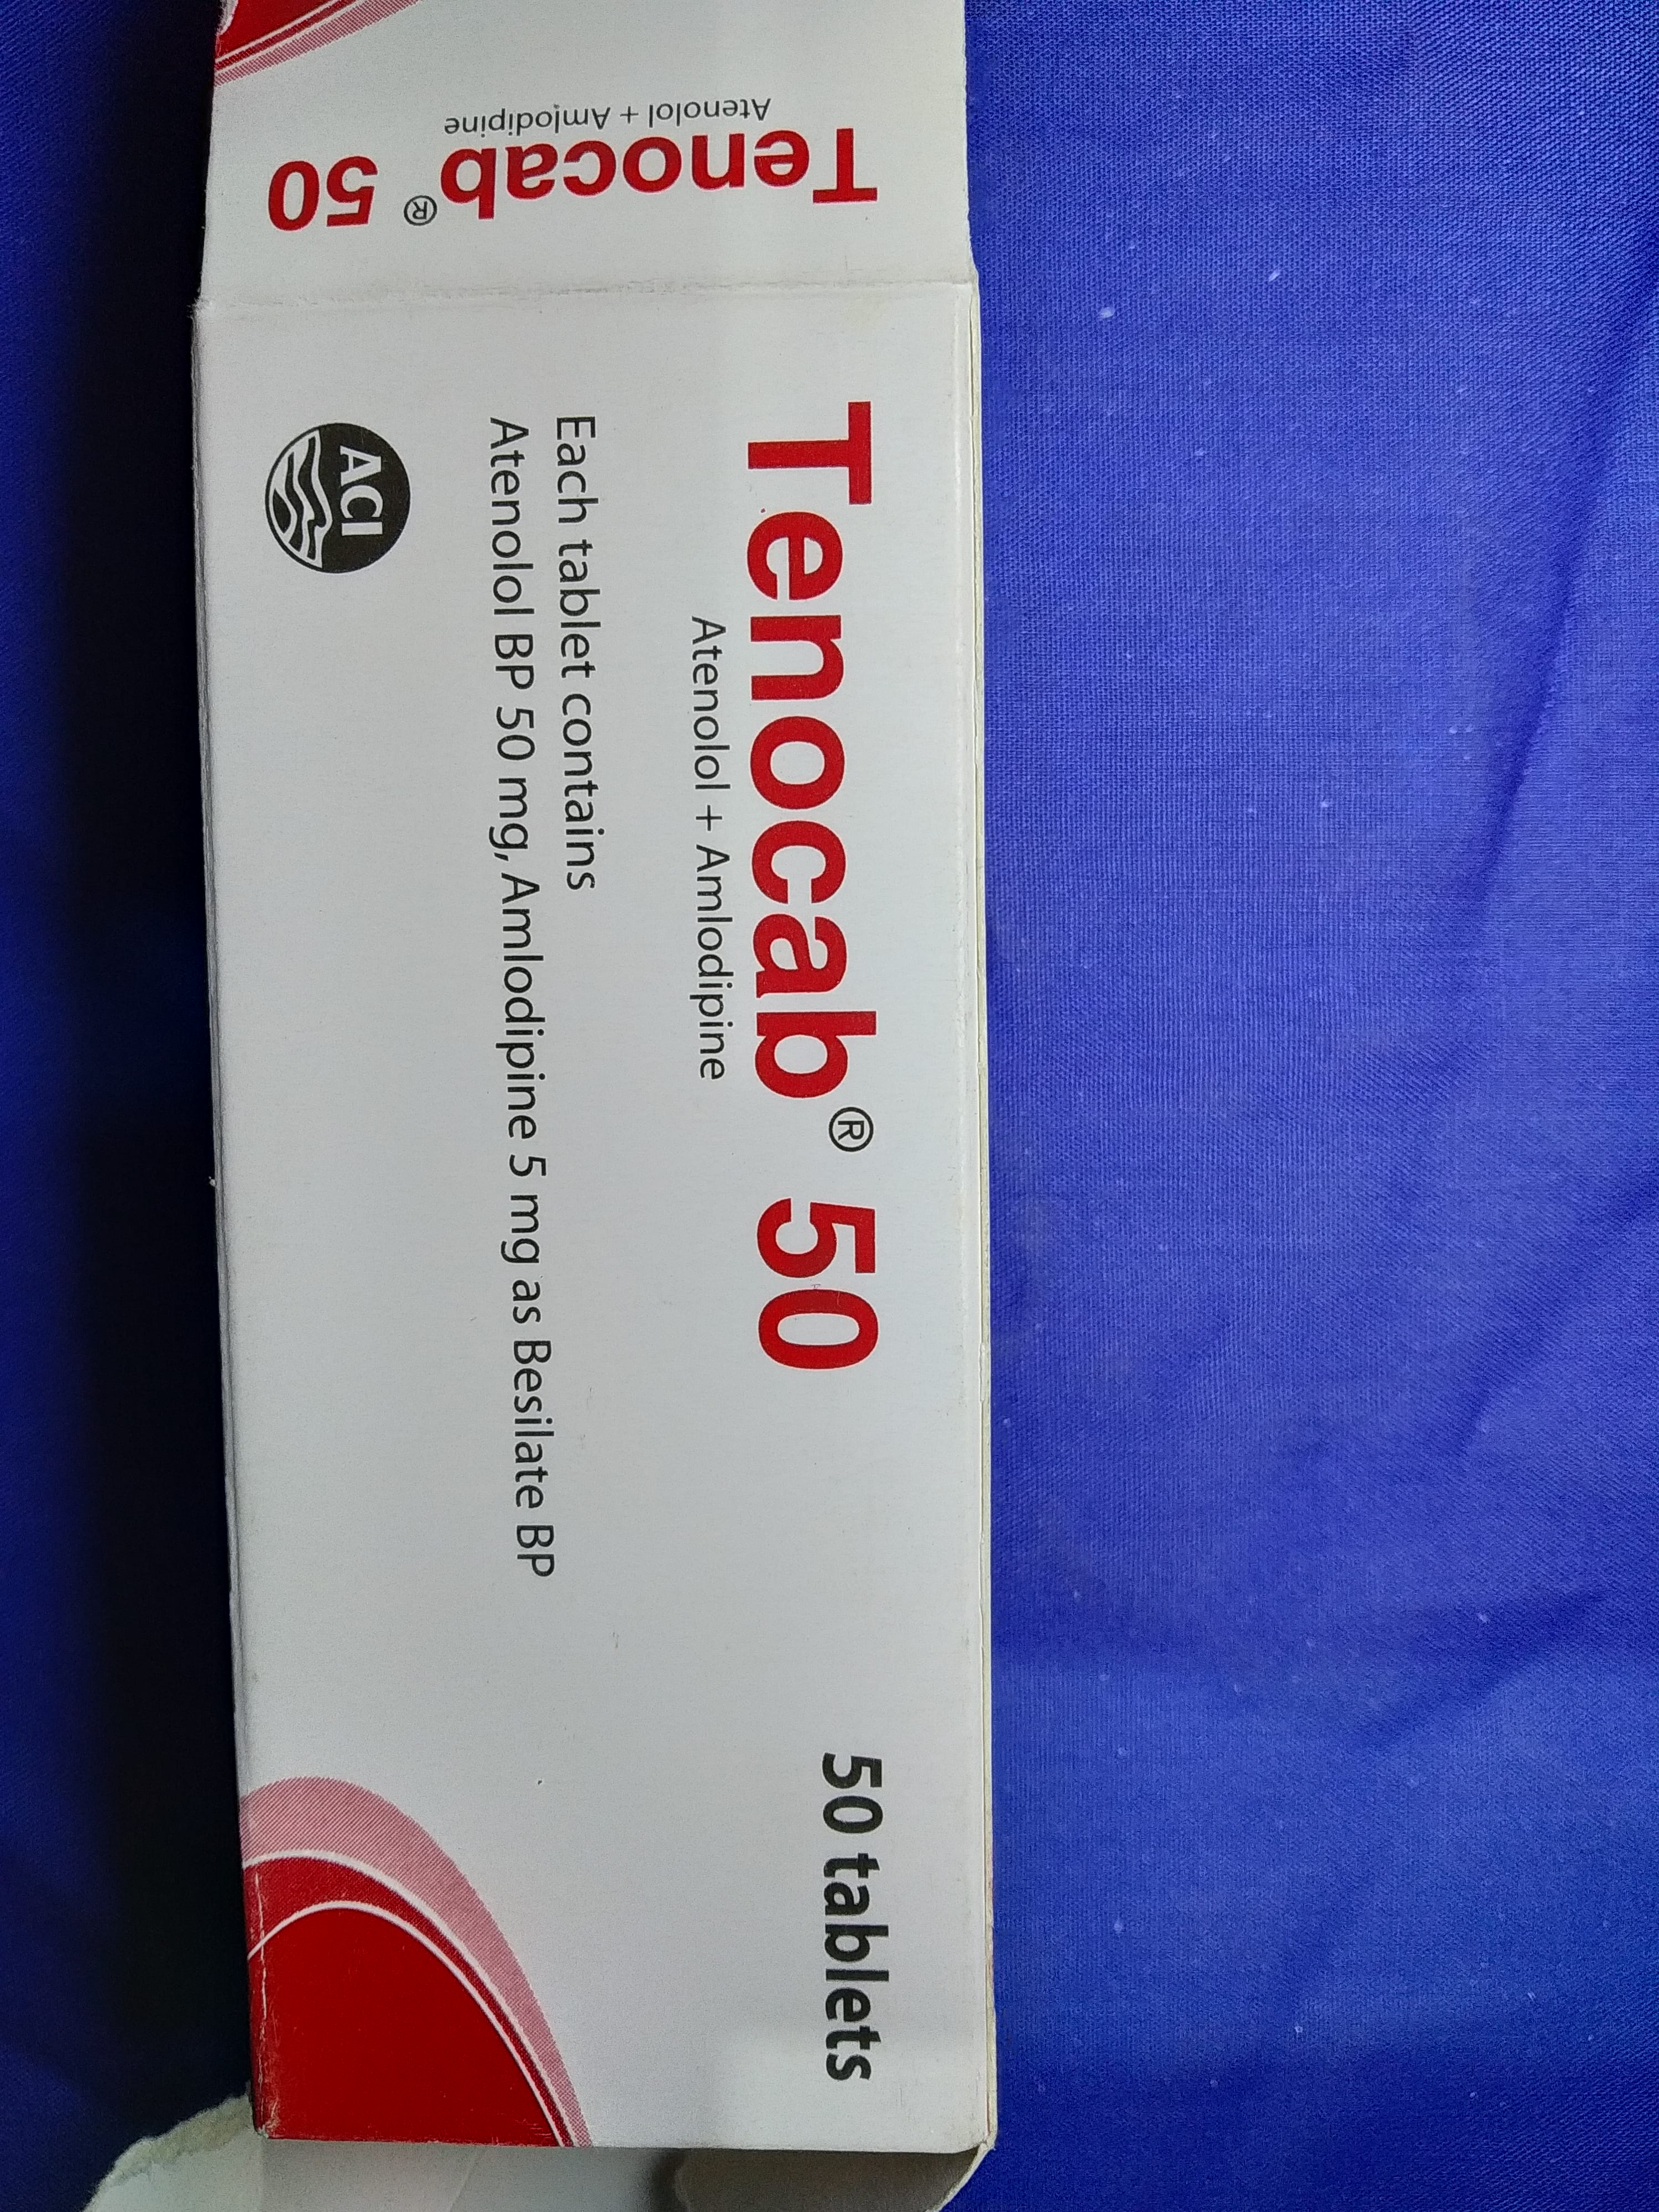 Tenocab® 50
Atenolol + Amlodipine
Tenocab® 50
50 tablets
Atenolol + Amlodipine
Each tablet contains
Atenolol BP 50 mg, Amlodipine 5 mg as Besilate BP
ACI